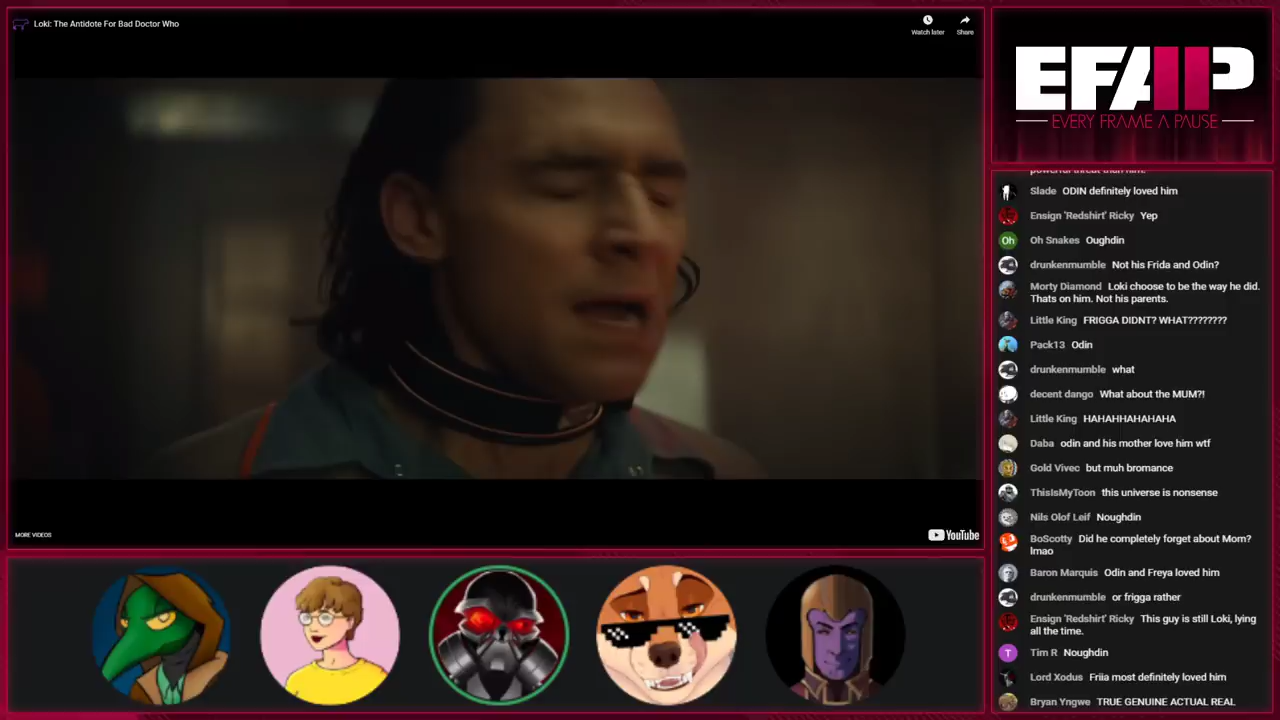 Loki: The Antidote For Bad Doctor Who
Watch later
Share
MORE VIDEOS
YouTube
EFAP
EVERY FRAME A PAUSE
powerful threat than him.
Slade ODIN definitely loved him
Ensign 'Redshirt' Ricky Yep
Oh
Oh Snakes Oughdin
drunkenmumble Not his Frida and Odin?
Morty Diamond Loki choose to be the way he did.
Thats on him. Not his parents.
Little King FRIGGA DIDNT? WHAT????????
Pack13 Odin
drunkenmumble what
decent dango What about the MUM?!
Little King HAHAHHAHAHAHA
Daba odin and his mother love him wtf
Gold Vivec but muh bromance
ThisIsMyToon this universe is nonsense
Nils Olof Leif Noughdin
BoScotty Did he completely forget about Mom?
lmao
Baron Marquis Odin and Freya loved him
drunkenmumble or frigga rather
Ensign 'Redshirt' Ricky This guy is still Loki, lying
all the time.
T
Tim R Noughdin
Lord Xodus Friia most definitely loved him
Bryan Yngwe TRUE GENUINE ACTUAL REAL